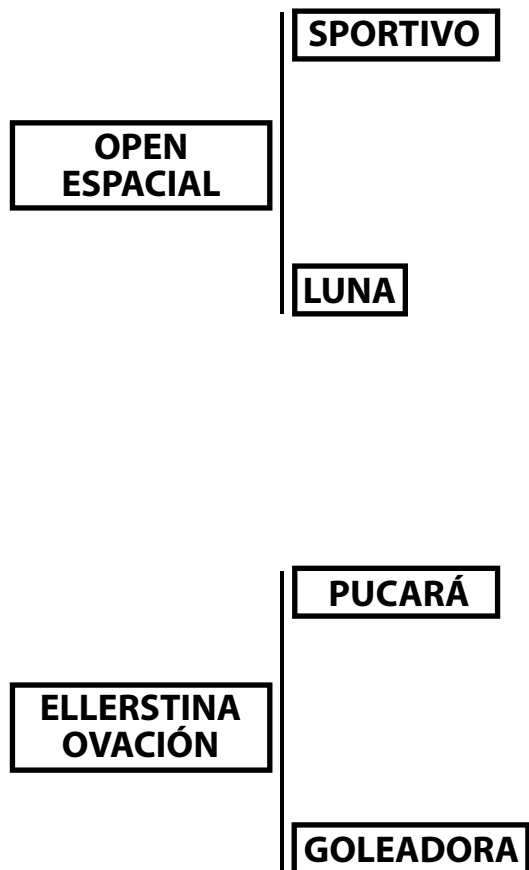 SPORTIVO
OPEN
ESPACIAL
LUNA
PUCARÁ
ELLERSTINA
OVACIÓN
GOLEADORA